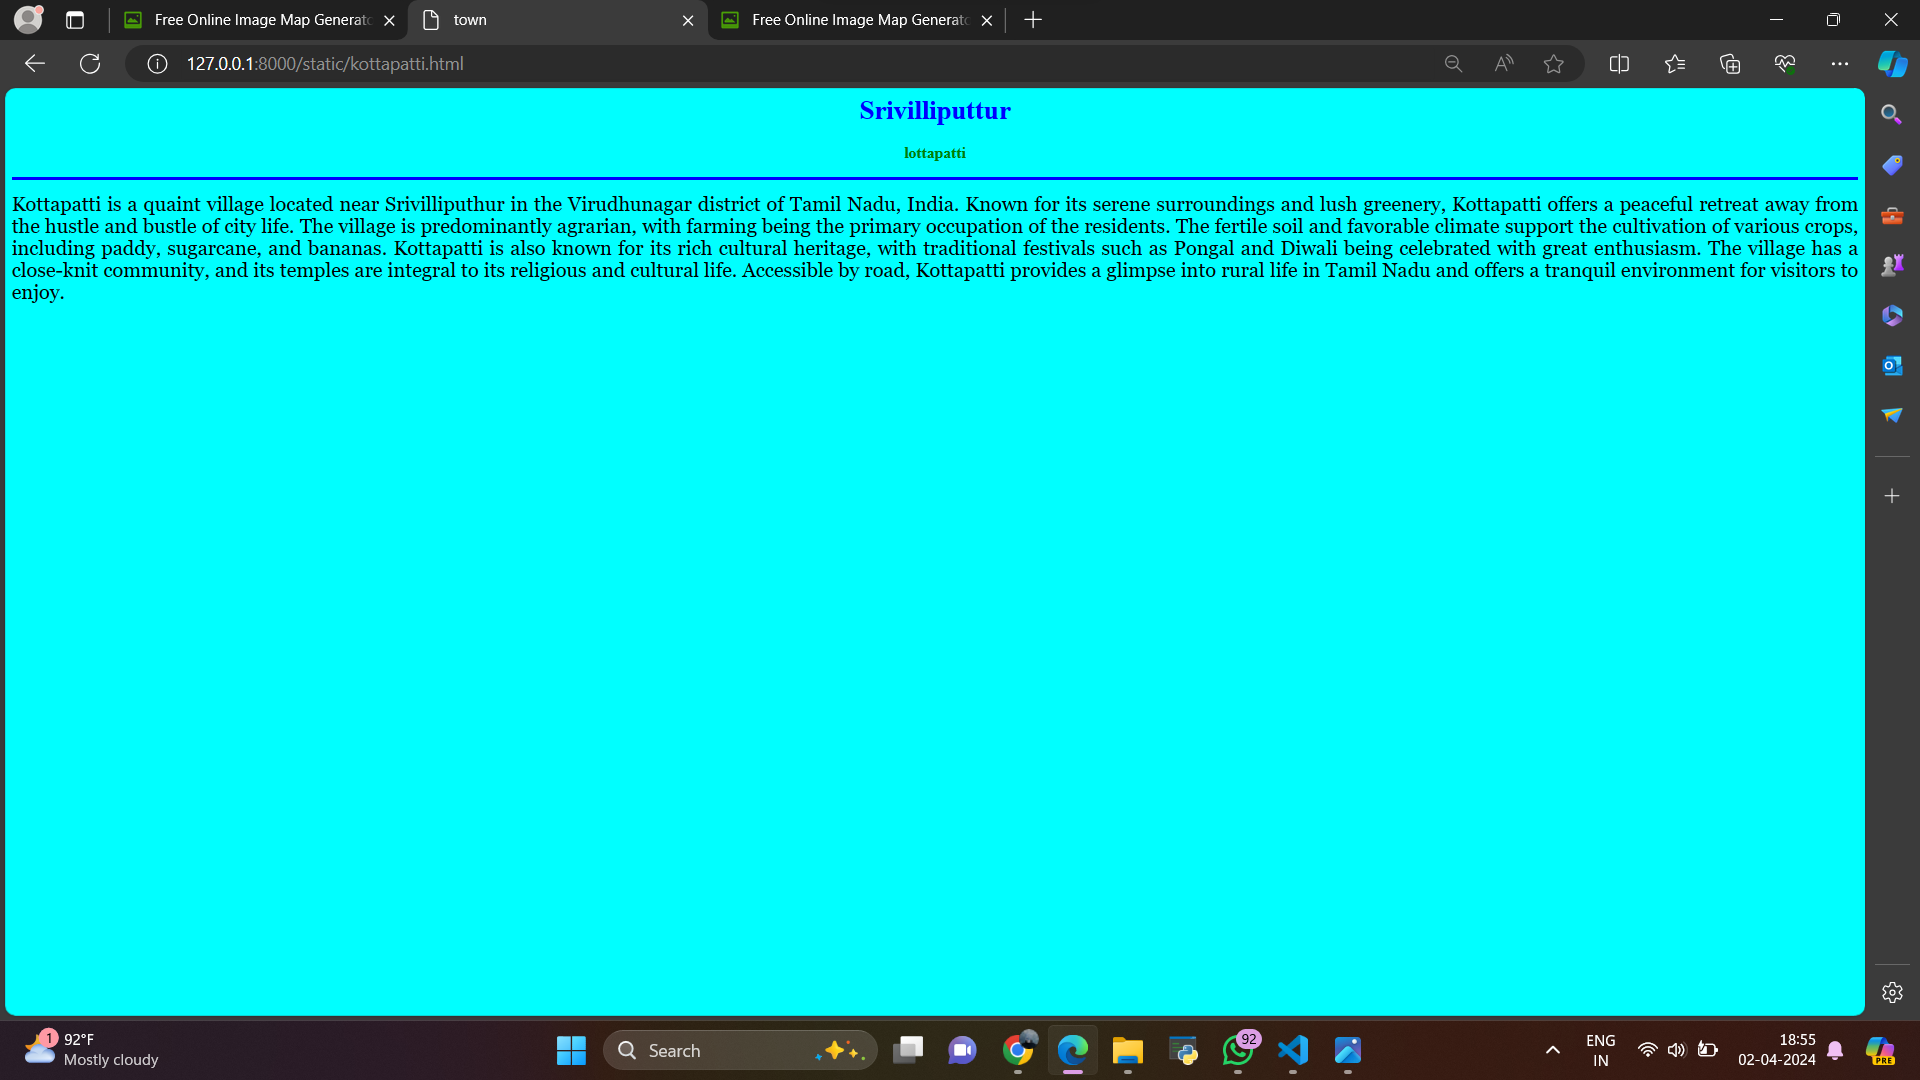 Free Online Image Map Generato
town
Free Online Image Map Generato
127.0.0.1:8000/static/kottapatti.html
Srivilliputtur
lottapatti
Kottapatti is a quaint village located near Srivilliputhur in the Virudhunagar district of Tamil Nadu, India. Known for its serene surroundings and lush greenery, Kottapatti offers a peaceful retreat away from
the hustle and bustle of city life. The village is predominantly agrarian, with farming being the primary occupation of the residents. The fertile soil and favorable climate support the cultivation of various crops,
including paddy, sugarcane, and bananas. Kottapatti is also known for its rich cultural heritage, with traditional festivals such as Pongal and Diwali being celebrated with great enthusiasm. The village has a
close-knit community, and its temples are integral to its religious and cultural life. Accessible by road, Kottapatti provides a glimpse into rural life in Tamil Nadu and offers a tranquil environment for visitors to
enjoy.
1
92°F
Mostly cloudy
Search
92
ENG
IN
18:55
02-04-2024
PRE